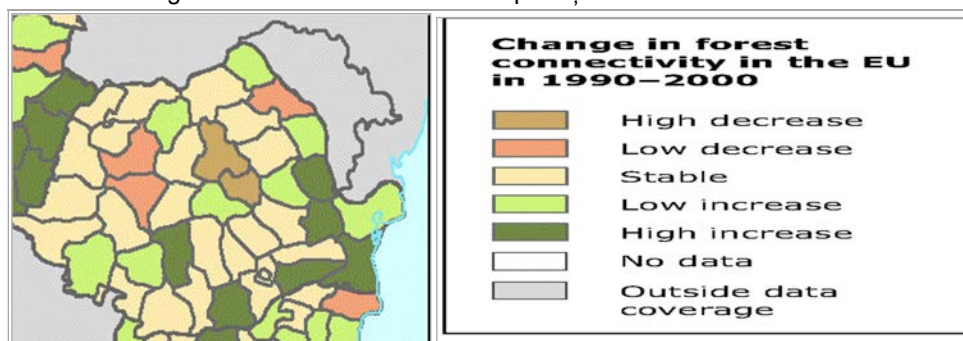 Change in forest
connectivity in the EU
in 1990–2000
High decrease
Low decrease
Stable
Low increase
High increase
No data
Outside data
coverage